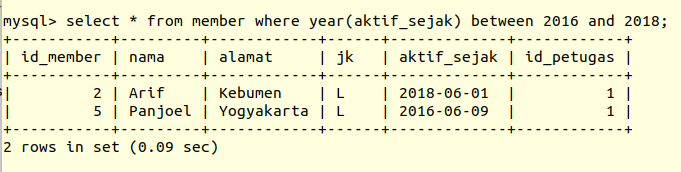 mysql> select * from member where year(aktif_sejak) between 2016 and 2018;
+-----------+---------+------------+------+-------------+------------+
| id_member | nama    | alamat     | jk   | aktif_sejak | id_petugas |
+-----------+---------+------------+------+-------------+------------+
|         2 | Arif    | Kebumen    | L    | 2018-06-01  |          1 |
|         5 | Panjoel | Yogyakarta | L    | 2016-06-09  |          1 |
+-----------+---------+------------+------+-------------+------------+
2 rows in set (0.09 sec)